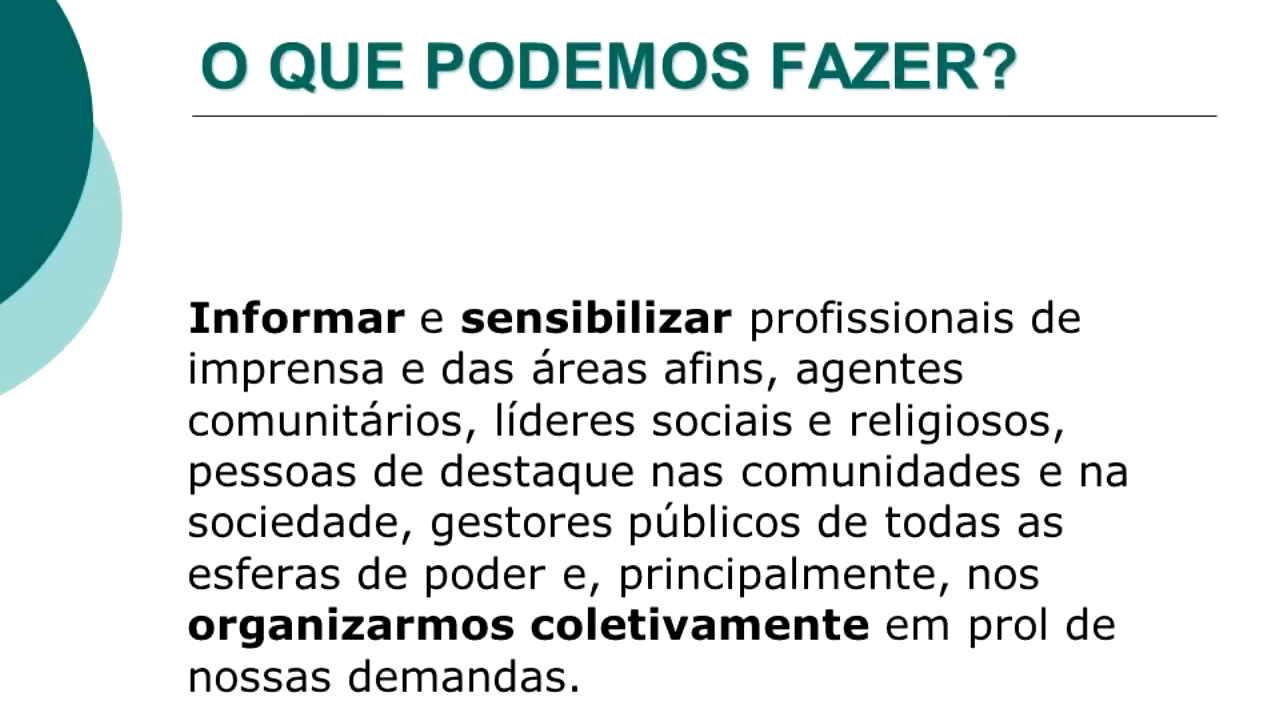 O QUE PODEMOS FAZER?
Informar e sensibilizar profissionais de
imprensa e das áreas afins, agentes
comunitários, líderes sociais e religiosos,
pessoas de destaque nas comunidades e na
sociedade, gestores públicos de todas as
esferas de poder e, principalmente, nos
organizarmos coletivamente em prol de
nossas demandas.